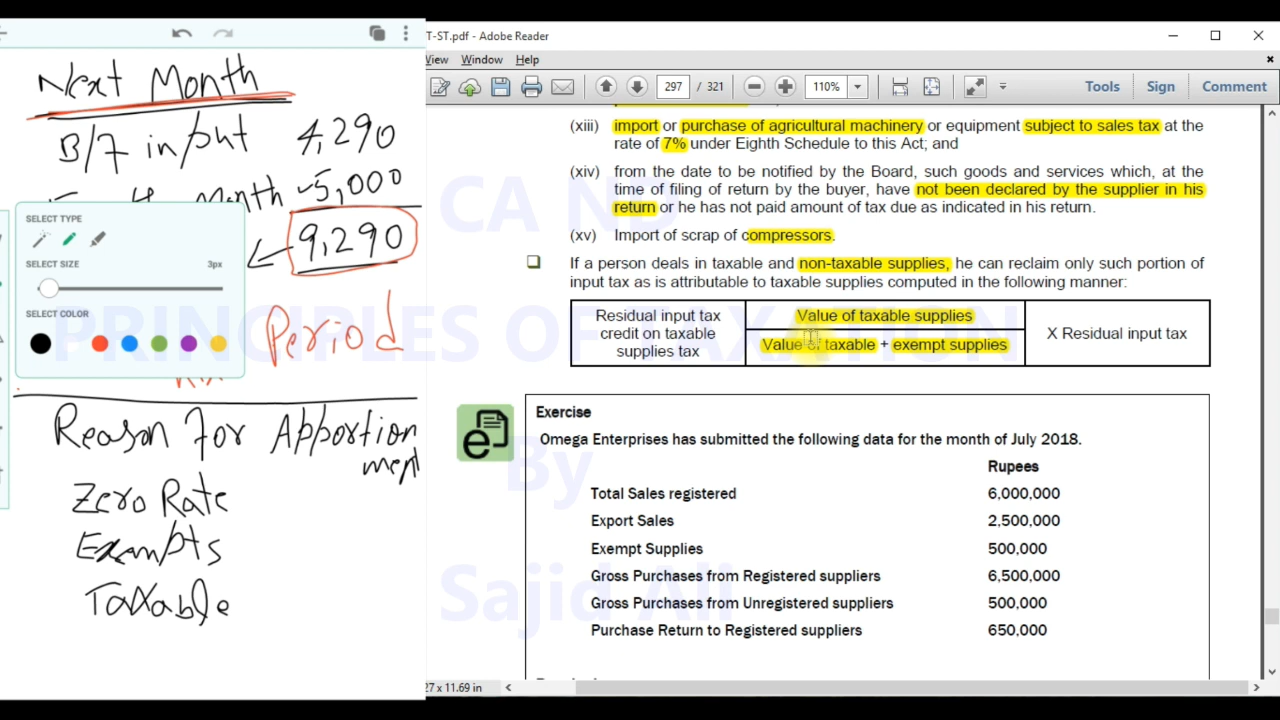 Next Month
B/F input 4,290
month 5,000
9,290
SELECT TYPE
SELECT SIZE
3px
SELECT COLOR
Period
Reason For Apportion
ment
Zero Rate
Exampts
Taxable
T-ST.pdf - Adobe Reader
View Window Help
297 / 321 110% Tools Sign Comment
(xiii) import or purchase of agricultural machinery or equipment subject to sales tax at the
rate of 7% under Eighth Schedule to this Act; and
(xiv) from the date to be notified by the Board, such goods and services which, at the
time of filing of return by the buyer, have not been declared by the supplier in his
return or he has not paid amount of tax due as indicated in his return.
(xv) Import of scrap of compressors.
If a person deals in taxable and non-taxable supplies, he can reclaim only such portion of
input tax as is attributable to taxable supplies computed in the following manner:
Residual input tax
credit on taxable
supplies tax
Value of taxable supplies
Value of taxable + exempt supplies
X Residual input tax
Exercise
Omega Enterprises has submitted the following data for the month of July 2018.
Rupees
Total Sales registered 6,000,000
Export Sales 2,500,000
Exempt Supplies 500,000
Gross Purchases from Registered suppliers 6,500,000
Gross Purchases from Unregistered suppliers 500,000
Purchase Return to Registered suppliers 650,000
27 x 11.69 in
CA ND
PRINCIPLES OF TAXATION
By
Sajid Ali